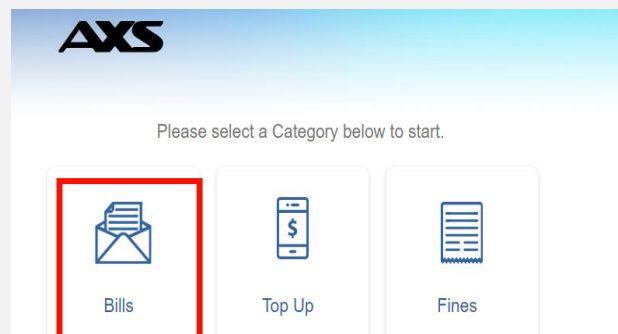 AXS
Please select a Category below to start.
$
Bills Top Up Fines